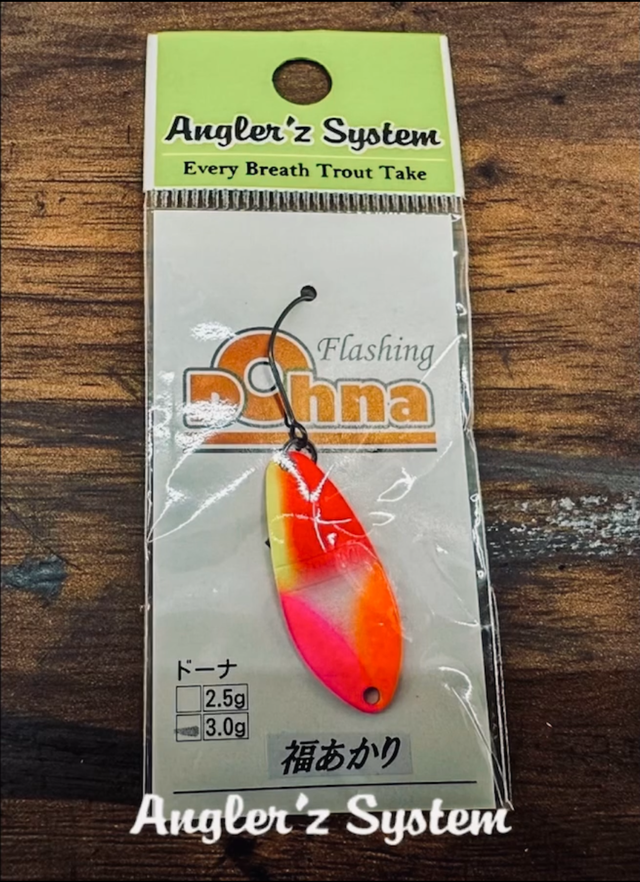 Angler'z System
Every Breath Trout Take
Flashing
Dohna
ドーナ
2.5g
3.0g
福あかり
Angler'z System